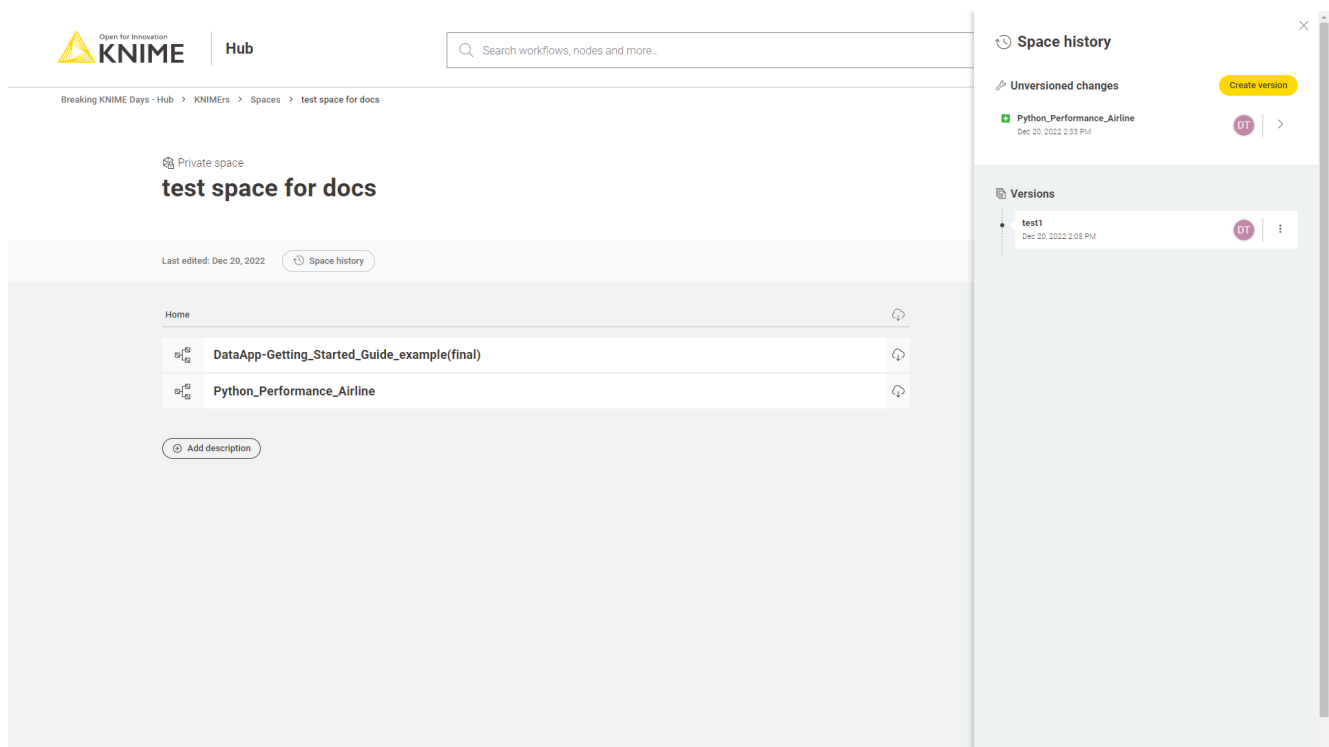 Open for Innovation
KNIME
Hub
Search workflows, nodes and more...
Breaking KNIME Days - Hub > KNIMErs > Spaces > test space for docs
Private space
test space for docs
Last edited: Dec 20, 2022
Space history
Home
DataApp-Getting_Started_Guide_example(final)
Python_Performance_Airline
Add description
Space history
Unversioned changes
Create version
Python_Performance_Airline
DT
Dec 20, 2022 2:33 PM
Versions
test1
DT
Dec 20, 2022 2:05 PM